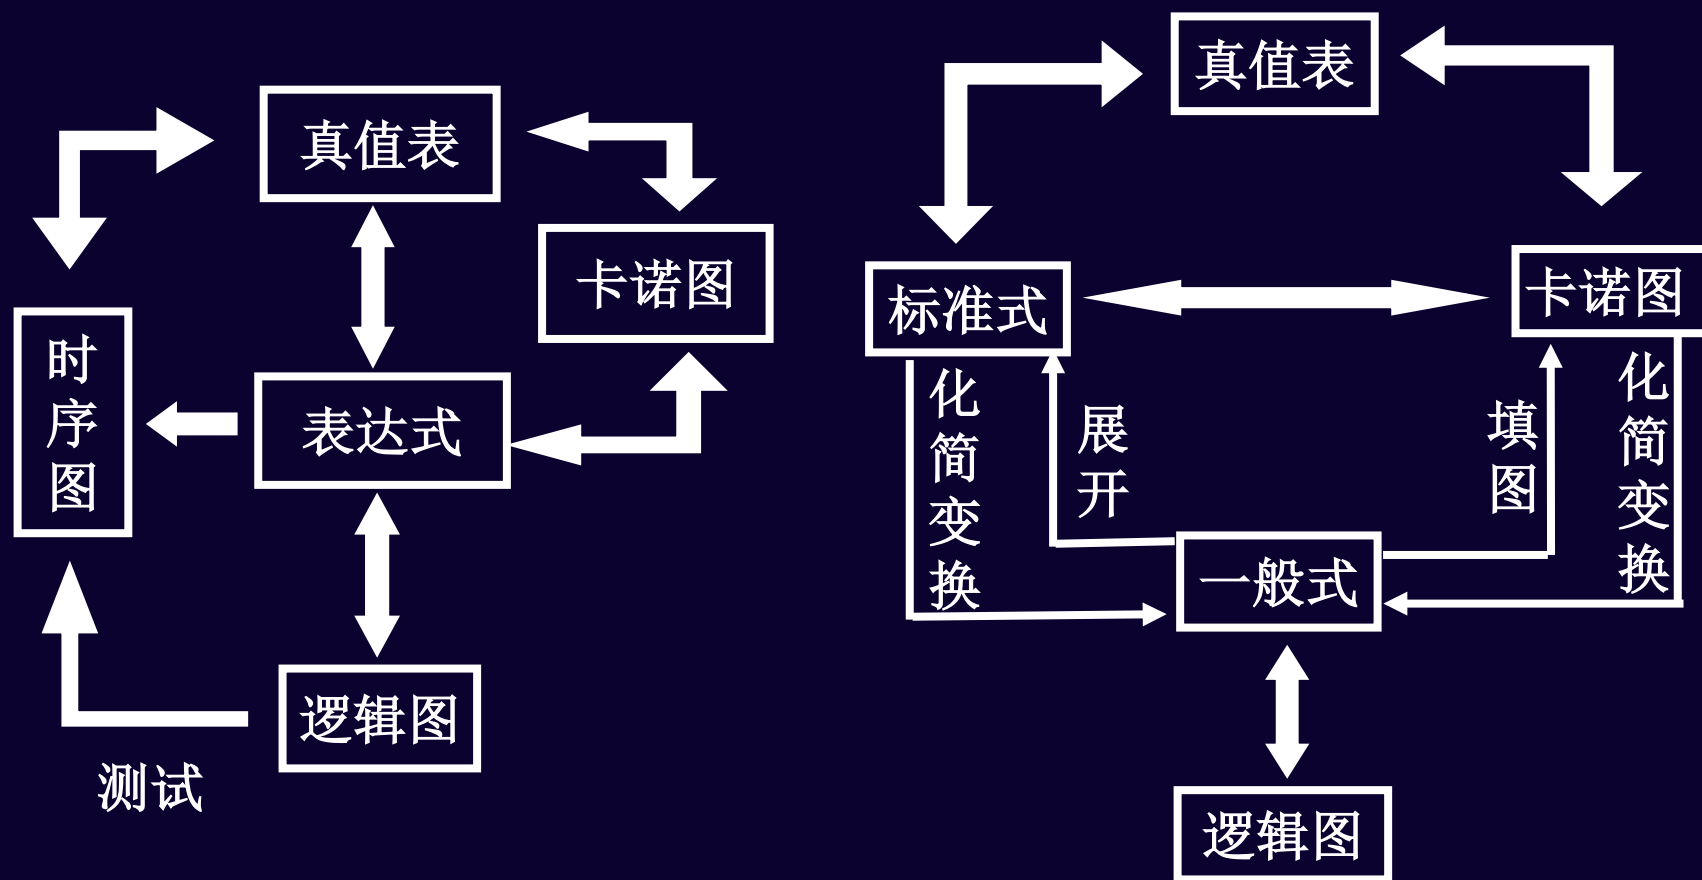 真值表
卡诺图
时序图
表达式
逻辑图
测试
真值表
标准式
卡诺图
化简变换
展开
填图
化简变换
一般式
逻辑图